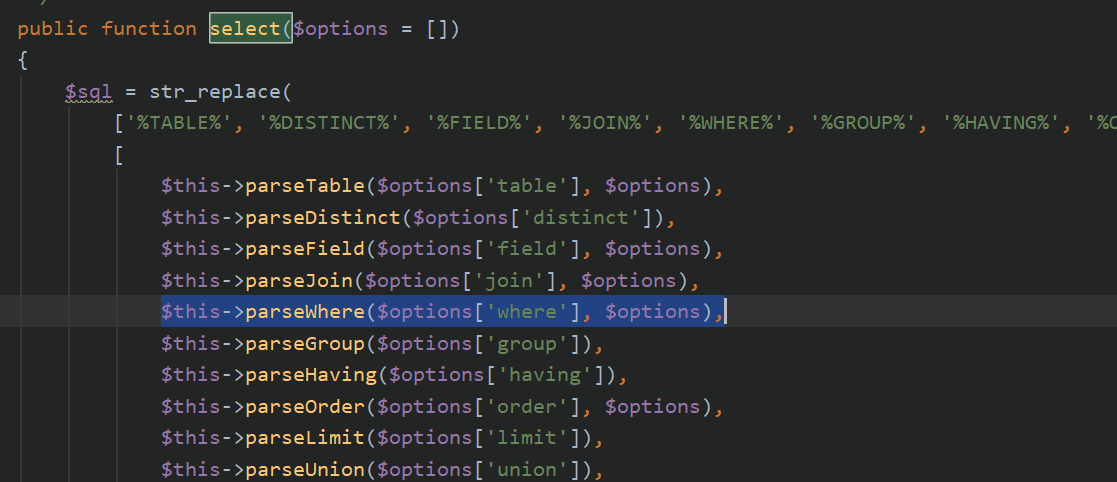 public function select($options = [])
{
$sql = str_replace(
['%TABLE%', '%DISTINCT%', '%FIELD%', '%JOIN%', '%WHERE%', '%GROUP%', '%HAVING%',
[
$this->parseTable($options['table'], $options),
$this->parseDistinct($options['distinct']),
$this->parseField($options['field'], $options),
$this->parseJoin($options['join'], $options),
$this->parseWhere($options['where'], $options),
$this->parseGroup($options['group']),
$this->parseHaving($options['having']),
$this->parseOrder($options['order'], $options),
$this->parseLimit($options['limit']),
$this->parseUnion($options['union']),